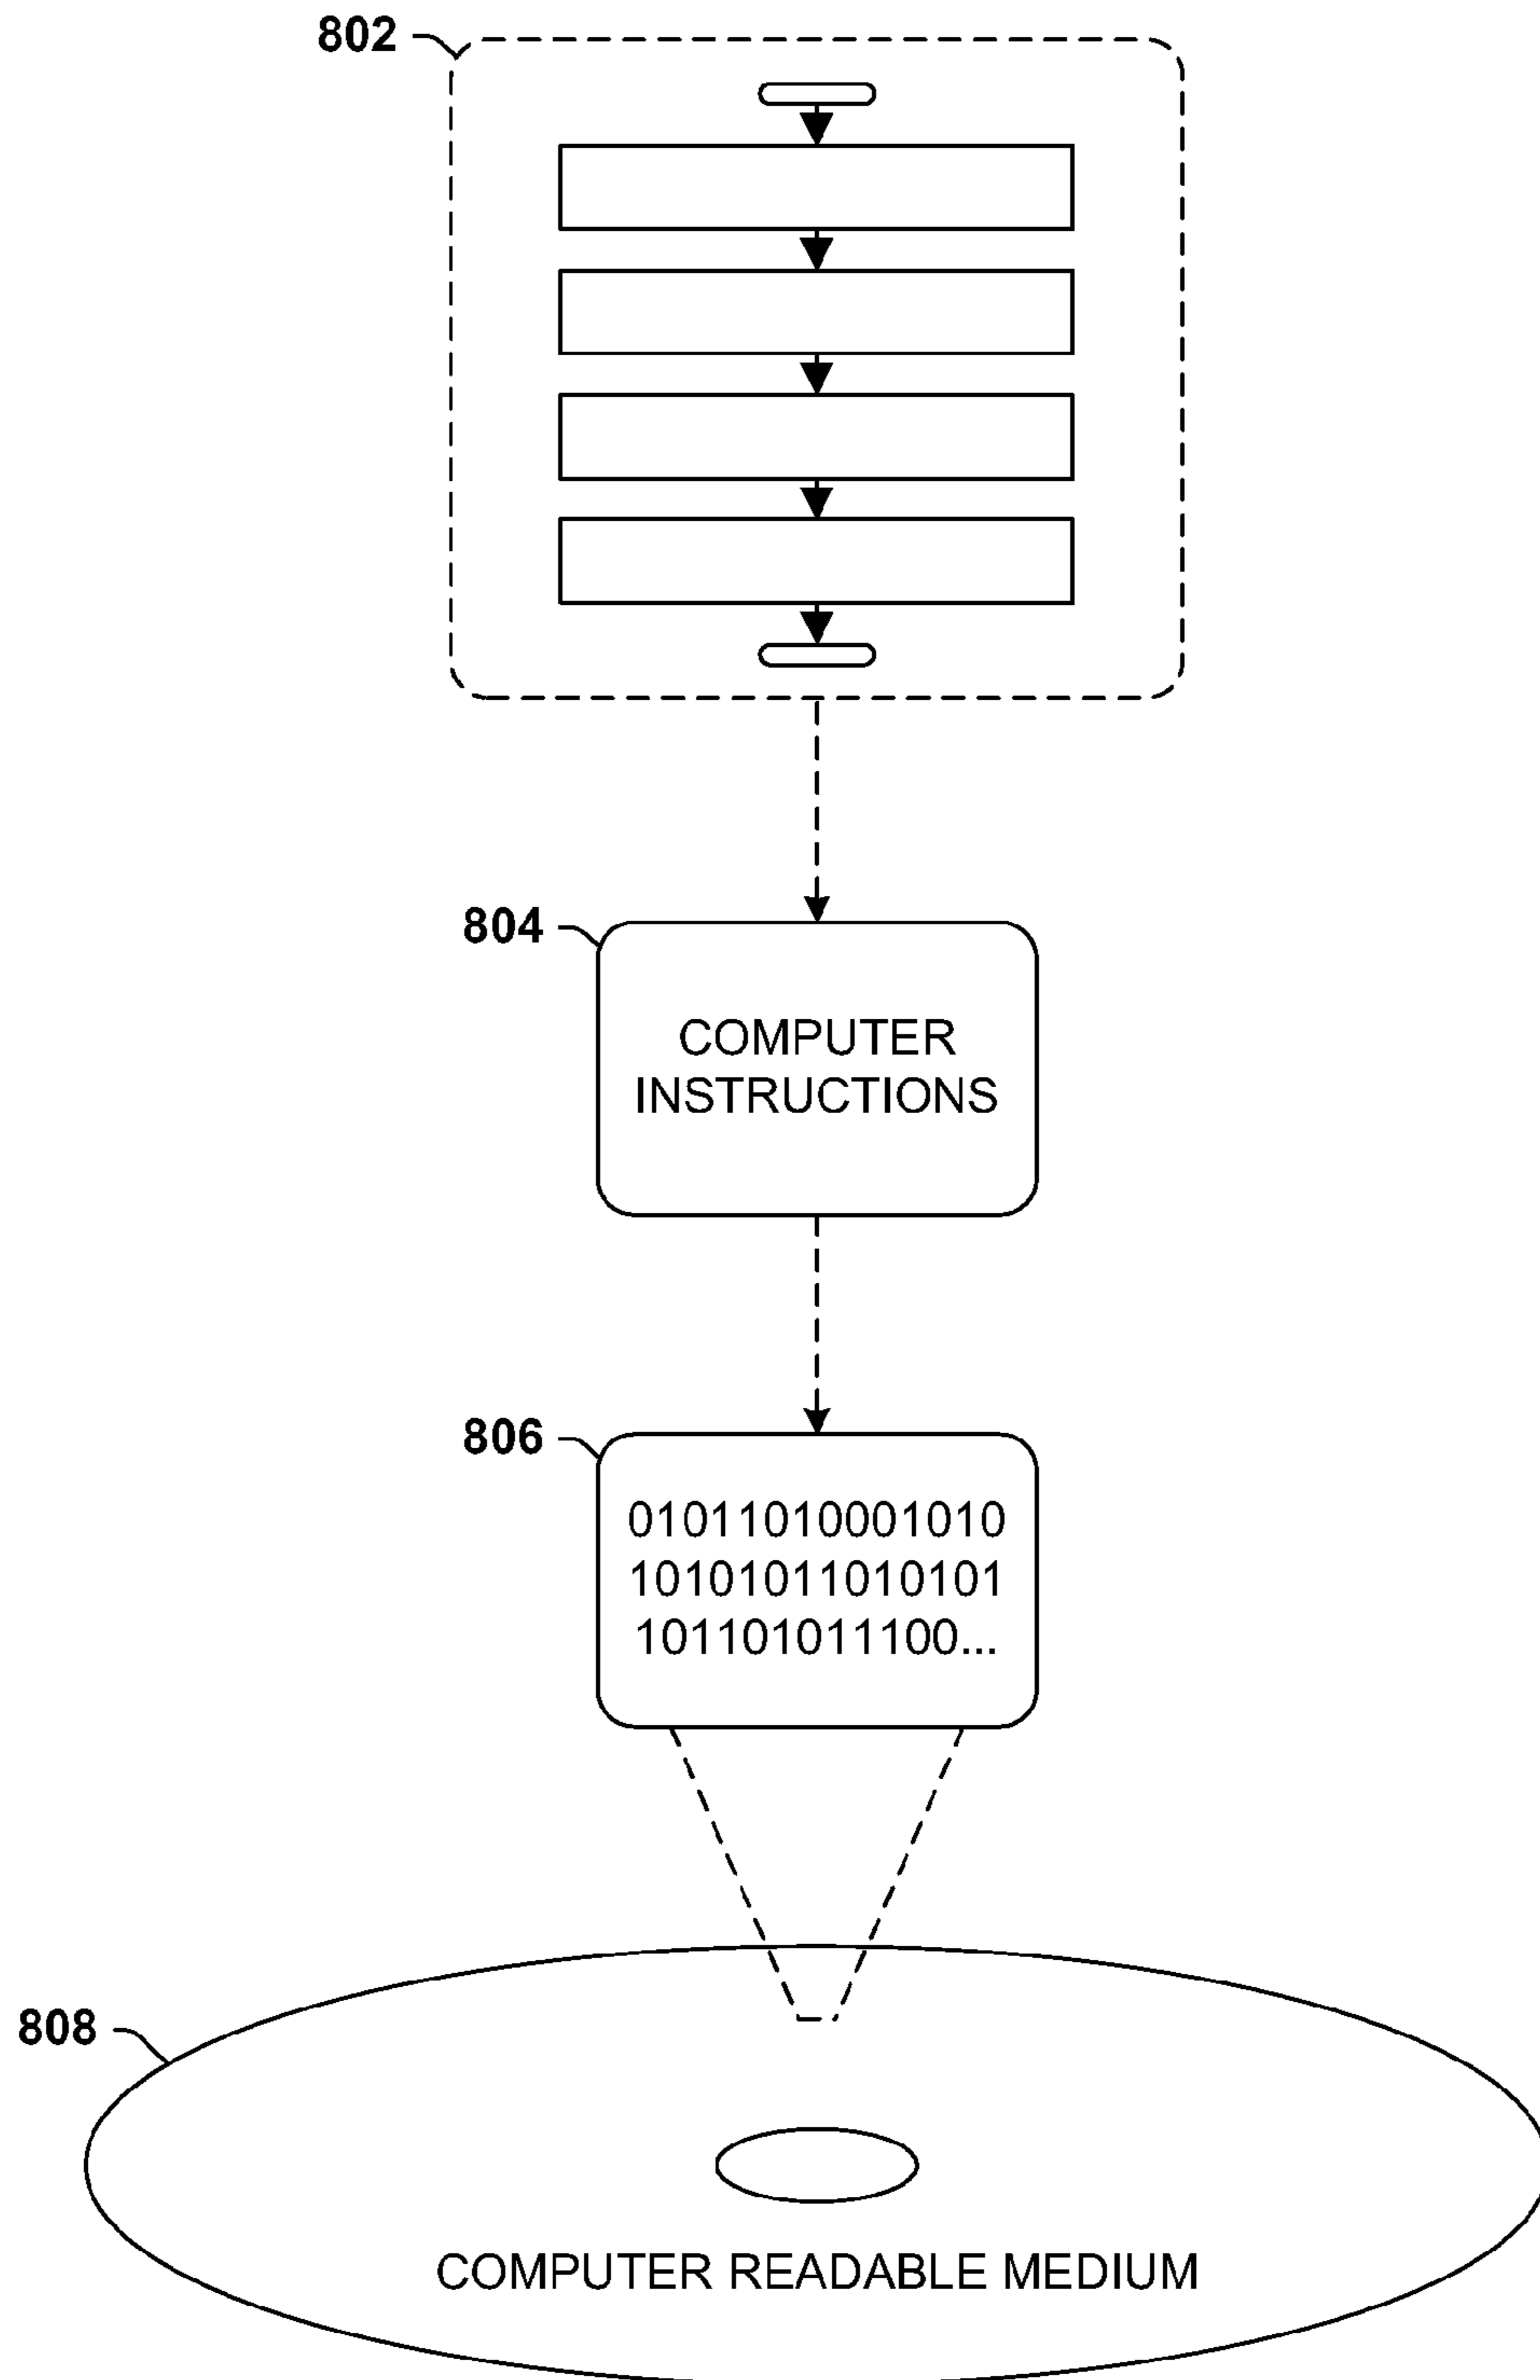 802
804
COMPUTER
INSTRUCTIONS
806
01011010001010
10101011010101
101101011100...
808
COMPUTER READABLE MEDIUM